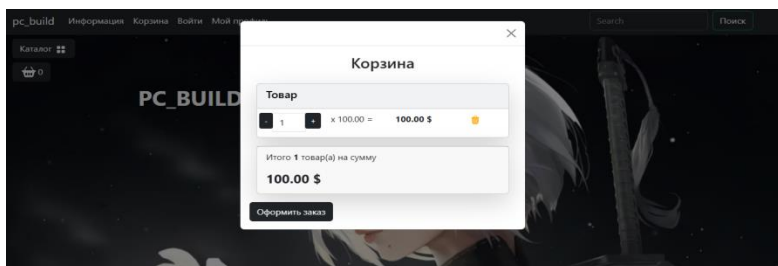 pc_build Информация Корзина Войти Мой Search Поиск
Каталог
0
PC_BUILD
Корзина
Товар
- 1 + x 100.00 = 100.00 $
Итого 1 товар(а) на сумму
100.00 $
Оформить заказ